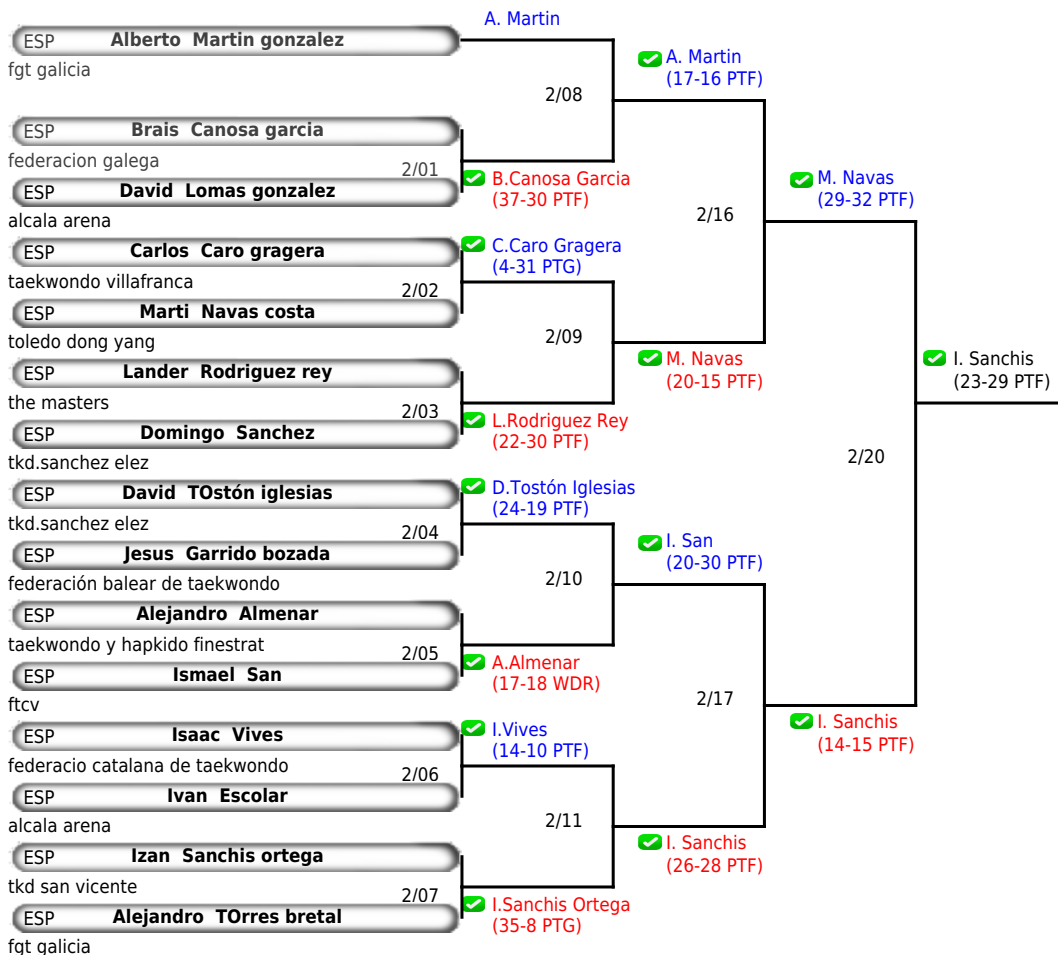 A. Martin
ESP Alberto Martin gonzalez
fgt galicia
A. Martin
(17-16 PTF)
2/08
ESP Brais Canosa garcia
federacion galega
2/01
B.Canosa Garcia
(37-30 PTF)
ESP David Lomas gonzalez
alcala arena
M. Navas
(29-32 PTF)
2/16
ESP Carlos Caro gragera
C.Caro Gragera
(4-31 PTG)
taekwondo villafranca
2/02
ESP Marti Navas costa
toledo dong yang
2/09
M. Navas
(20-15 PTF)
I. Sanchis
(23-29 PTF)
ESP Lander Rodriguez rey
the masters
2/03
L.Rodriguez Rey
(22-30 PTF)
ESP Domingo Sanchez
tkd.sanchez elez
2/20
ESP David TOstón iglesias
D.Tostón Iglesias
(24-19 PTF)
tkd.sanchez elez
2/04
I. San
(20-30 PTF)
ESP Jesus Garrido bozada
federación balear de taekwondo
2/10
ESP Alejandro Almenar
taekwondo y hapkido finestrat
2/05
A.Almenar
(17-18 WDR)
ESP Ismael San
ftcv
2/17
I. Sanchis
(14-15 PTF)
ESP Isaac Vives
I.Vives
(14-10 PTF)
federacio catalana de taekwondo
2/06
ESP Ivan Escolar
alcala arena
2/11
I. Sanchis
(26-28 PTF)
ESP Izan Sanchis ortega
tkd san vicente
2/07
I.Sanchis Ortega
(35-8 PTG)
ESP Alejandro TOrres bretal
fgt galicia